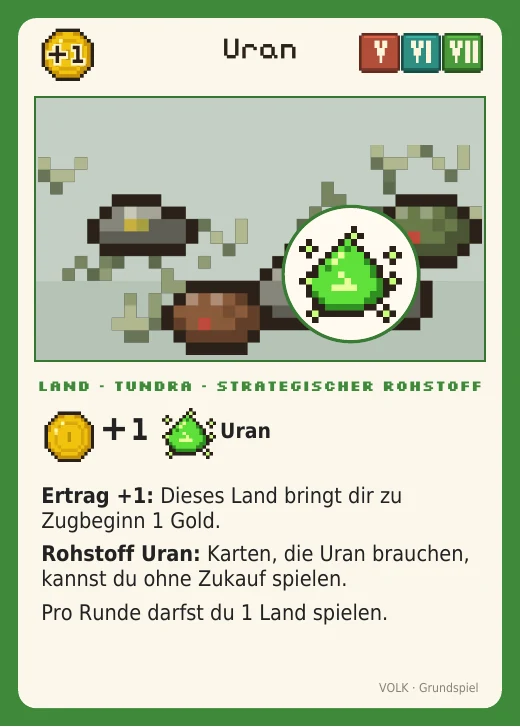 +1 Uran V VI VII
LAND · TUNDRA · STRATEGISCHER ROHSTOFF
+1 Uran
Ertrag +1: Dieses Land bringt dir zu
Zugbeginn 1 Gold.
Rohstoff Uran: Karten, die Uran brauchen,
kannst du ohne Zukauf spielen.
Pro Runde darfst du 1 Land spielen.
VOLK · Grundspiel